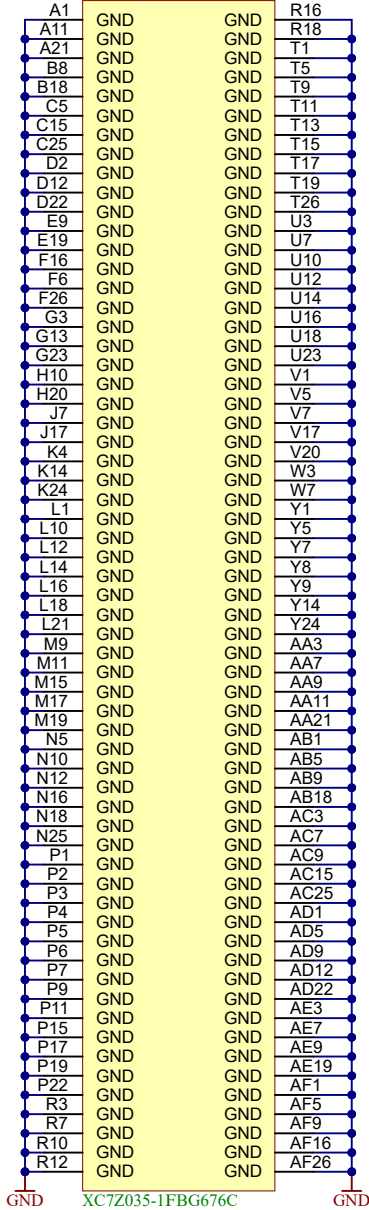 A1 GND GND R16
A11 GND GND R18
A21 GND GND T1
B8 GND GND T5
B18 GND GND T9
C5 GND GND T11
C15 GND GND T13
C25 GND GND T15
D2 GND GND T17
D12 GND GND T19
D22 GND GND T26
E9 GND GND U3
E19 GND GND U7
F16 GND GND U10
F6 GND GND U12
F26 GND GND U14
G3 GND GND U16
G13 GND GND U18
G23 GND GND U23
H10 GND GND V1
H20 GND GND V5
J7 GND GND V7
J17 GND GND V17
K4 GND GND V20
K14 GND GND W3
K24 GND GND W7
L1 GND GND Y1
L10 GND GND Y5
L12 GND GND Y7
L14 GND GND Y8
L16 GND GND Y9
L18 GND GND Y14
L21 GND GND Y24
M9 GND GND AA3
M11 GND GND AA7
M15 GND GND AA9
M17 GND GND AA11
M19 GND GND AA21
N5 GND GND AB1
N10 GND GND AB5
N12 GND GND AB9
N16 GND GND AB18
N18 GND GND AC3
N25 GND GND AC7
P1 GND GND AC9
P2 GND GND AC15
P3 GND GND AC25
P4 GND GND AD1
P5 GND GND AD5
P6 GND GND AD9
P7 GND GND AD12
P9 GND GND AD22
P11 GND GND AE3
P15 GND GND AE7
P17 GND GND AE9
P19 GND GND AE19
P22 GND GND AF1
R3 GND GND AF5
R7 GND GND AF9
R10 GND GND AF16
R12 GND GND AF26
GND XC7Z035-1FBG676C GND